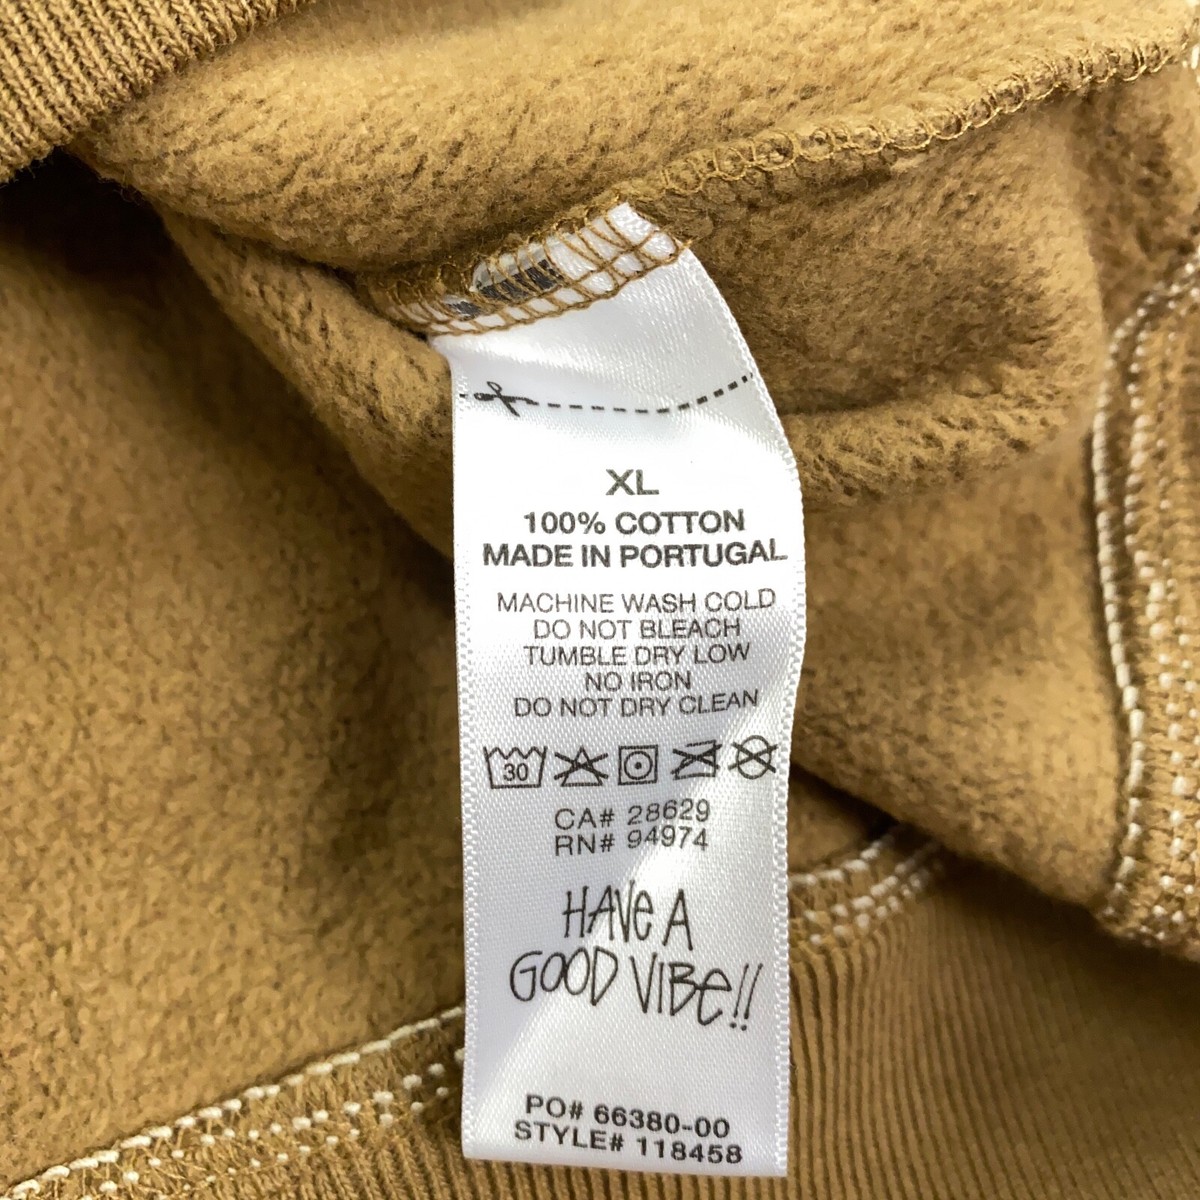 XL
100% COTTON
MADE IN PORTUGAL
MACHINE WASH COLD
DO NOT BLEACH
TUMBLE DRY LOW
NO IRON
DO NOT DRY CLEAN
30
CA# 28629
RN# 94974
HAVe A
GOOD VIBe!!
PO# 66380-00
STYLE# 118458